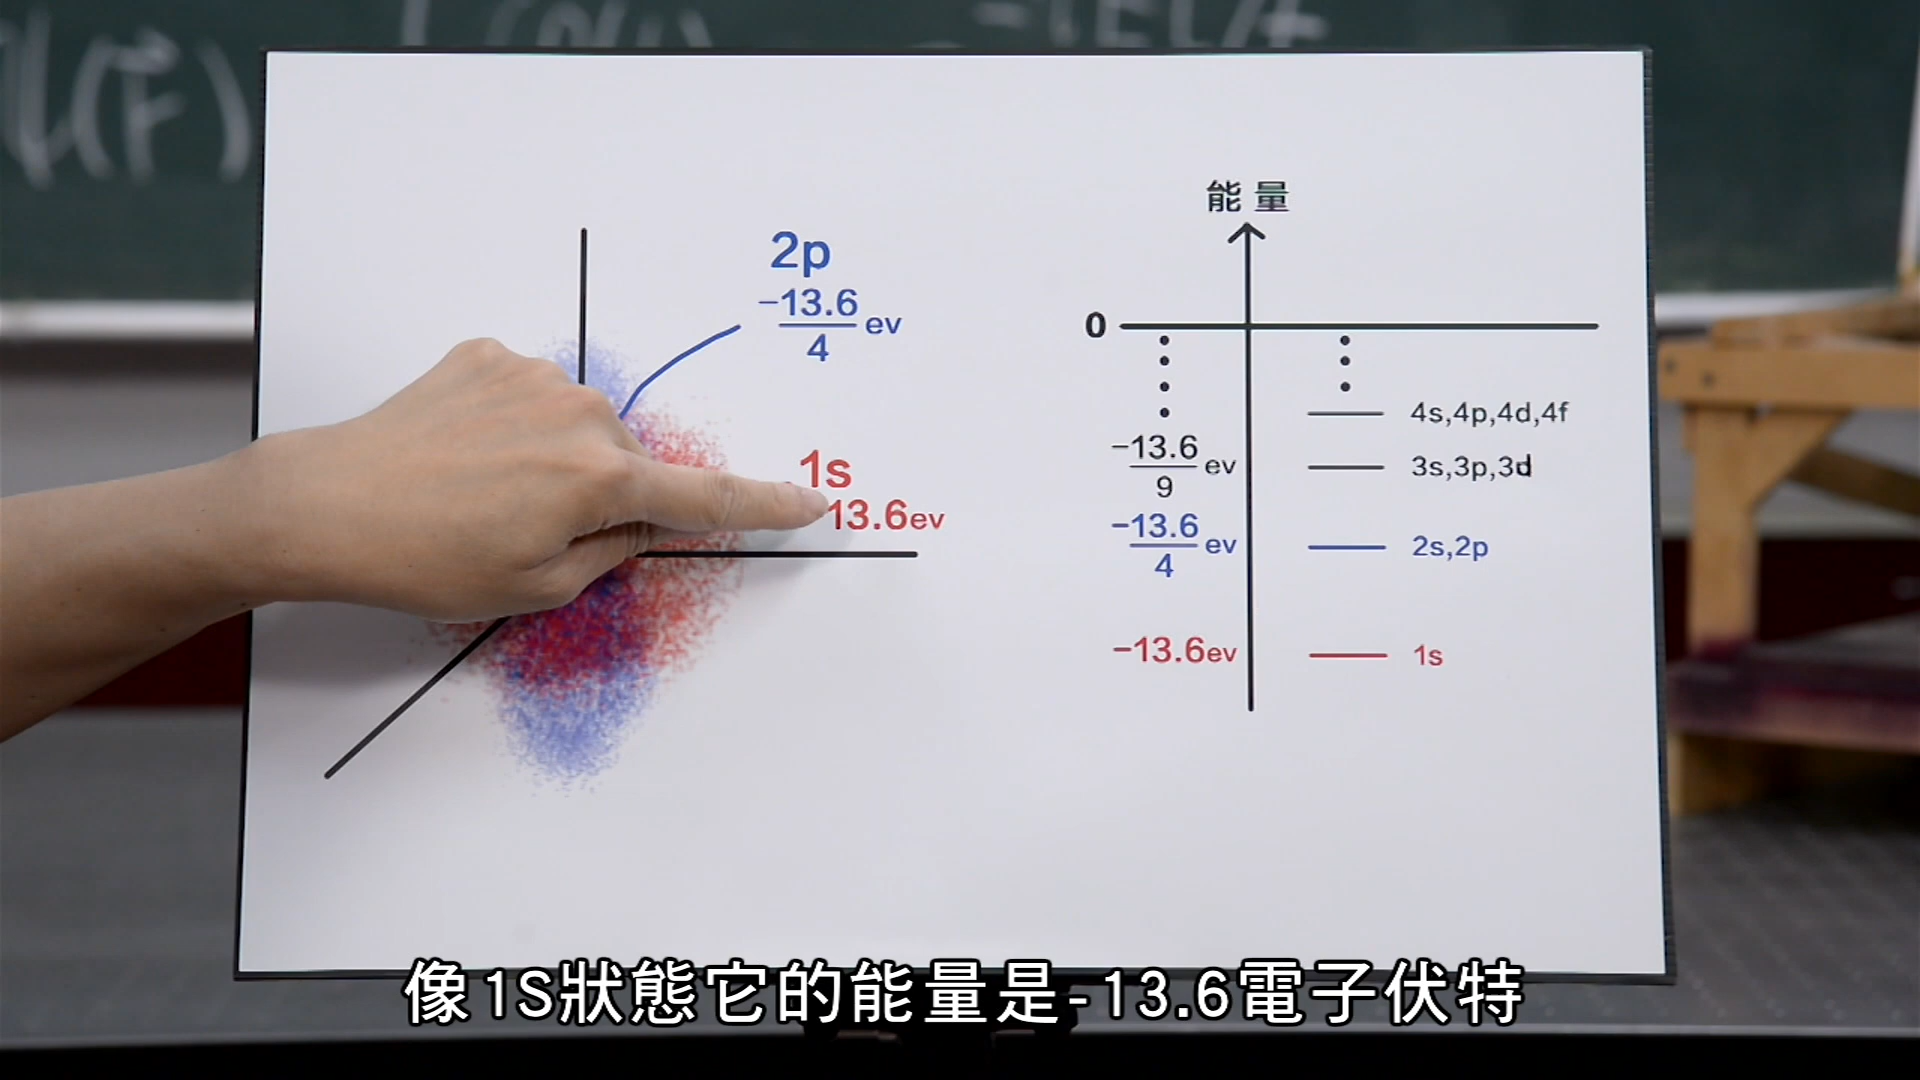 2p
-13.6
4
ev
1s
13.6ev
能量
0
4s,4p,4d,4f
-13.6
9
ev
3s,3p,3d
-13.6
4
ev
2s,2p
-13.6ev
1s
像1S狀態它的能量是-13.6電子伏特